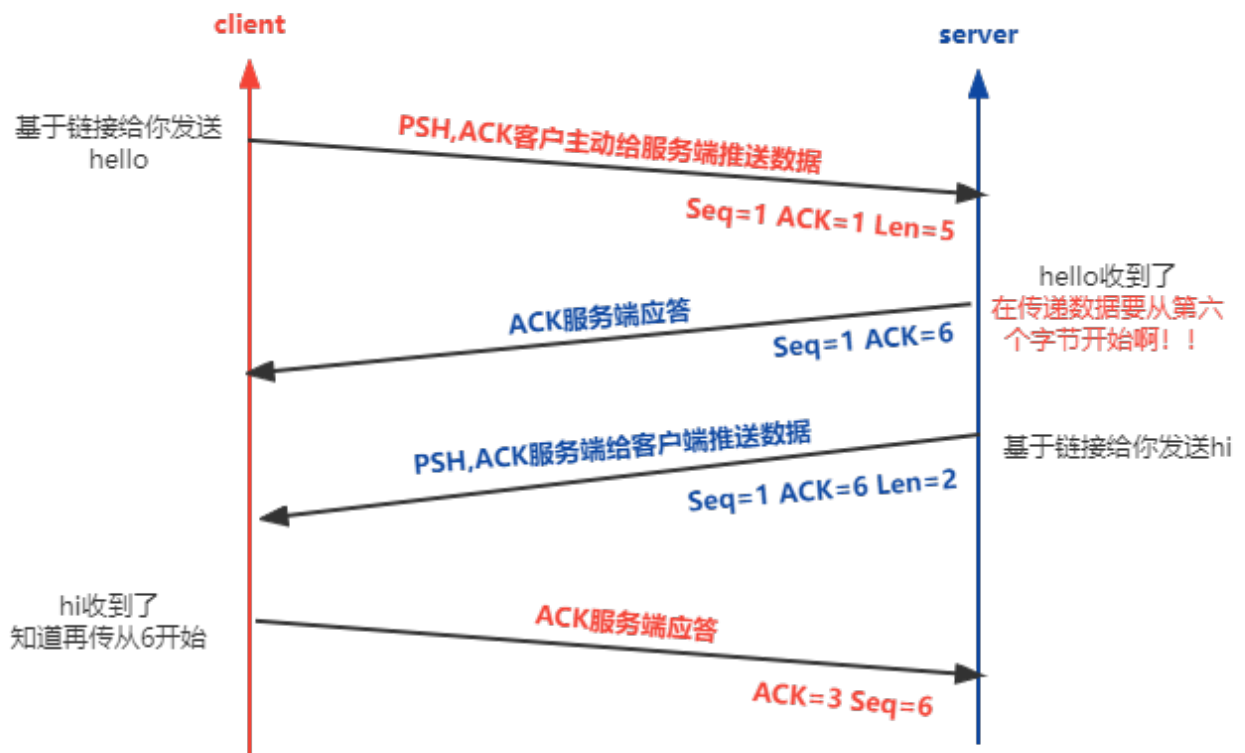 client
server
基于链接给你发送
hello
PSH,ACK客户主动给服务端推送数据
Seq=1 ACK=1 Len=5
hello收到了
在传递数据要从第六
个字节开始啊！！
ACK服务端应答
Seq=1 ACK=6
PSH,ACK服务端给客户端推送数据
基于链接给你发送hi
Seq=1 ACK=6 Len=2
hi收到了
知道再传从6开始
ACK服务端应答
ACK=3 Seq=6